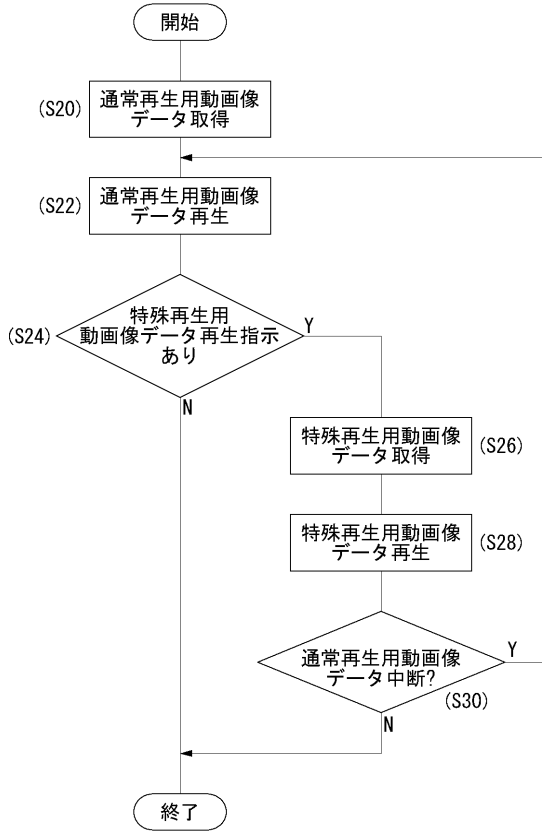 開始
(S20)
通常再生用動画像
データ取得
(S22)
通常再生用動画像
データ再生
(S24)
特殊再生用
動画像データ再生指示
あり
Y
N
特殊再生用動画像
データ取得
(S26)
特殊再生用動画像
データ再生
(S28)
通常再生用動画像
データ中断?
Y
(S30)
N
終了